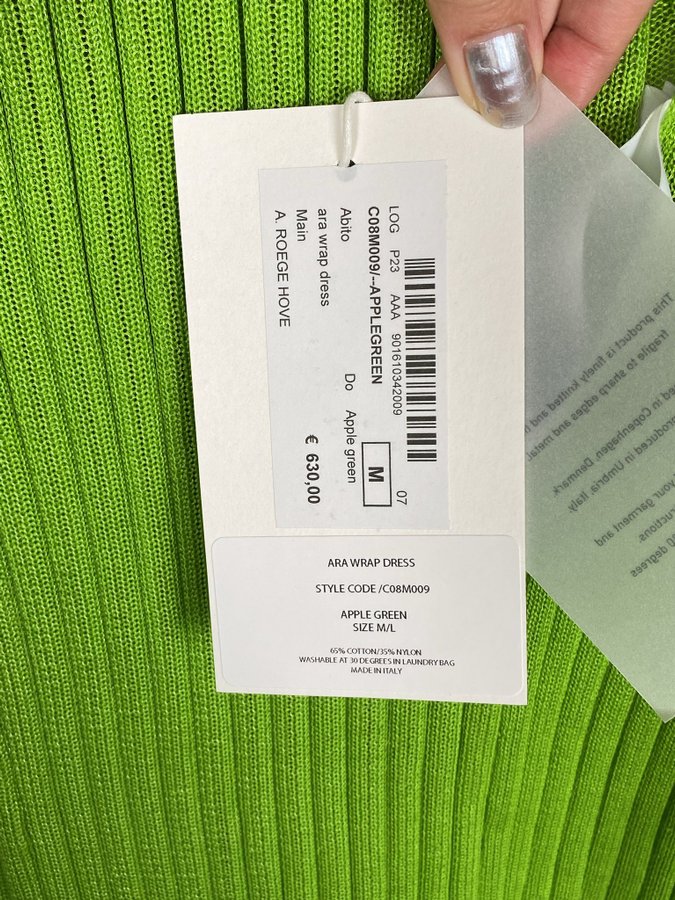 LOG P23 AAA 901610342009 07
C08M009/--APPLEGREEN M
Abito Do Apple green
ara wrap dress
Main € 630,00
A. ROEGE HOVE
ARA WRAP DRESS
STYLE CODE /C08M009
APPLE GREEN
SIZE M/L
65% COTTON/35% NYLON
WASHABLE AT 30 DEGREES IN LAUNDRY BAG
MADE IN ITALY
This product is finely knitted and
fragile to sharp edges and metal
ed in Copenhagen, Denmark
produced in Umbria, Italy.
your garment and
ructions.
degrees